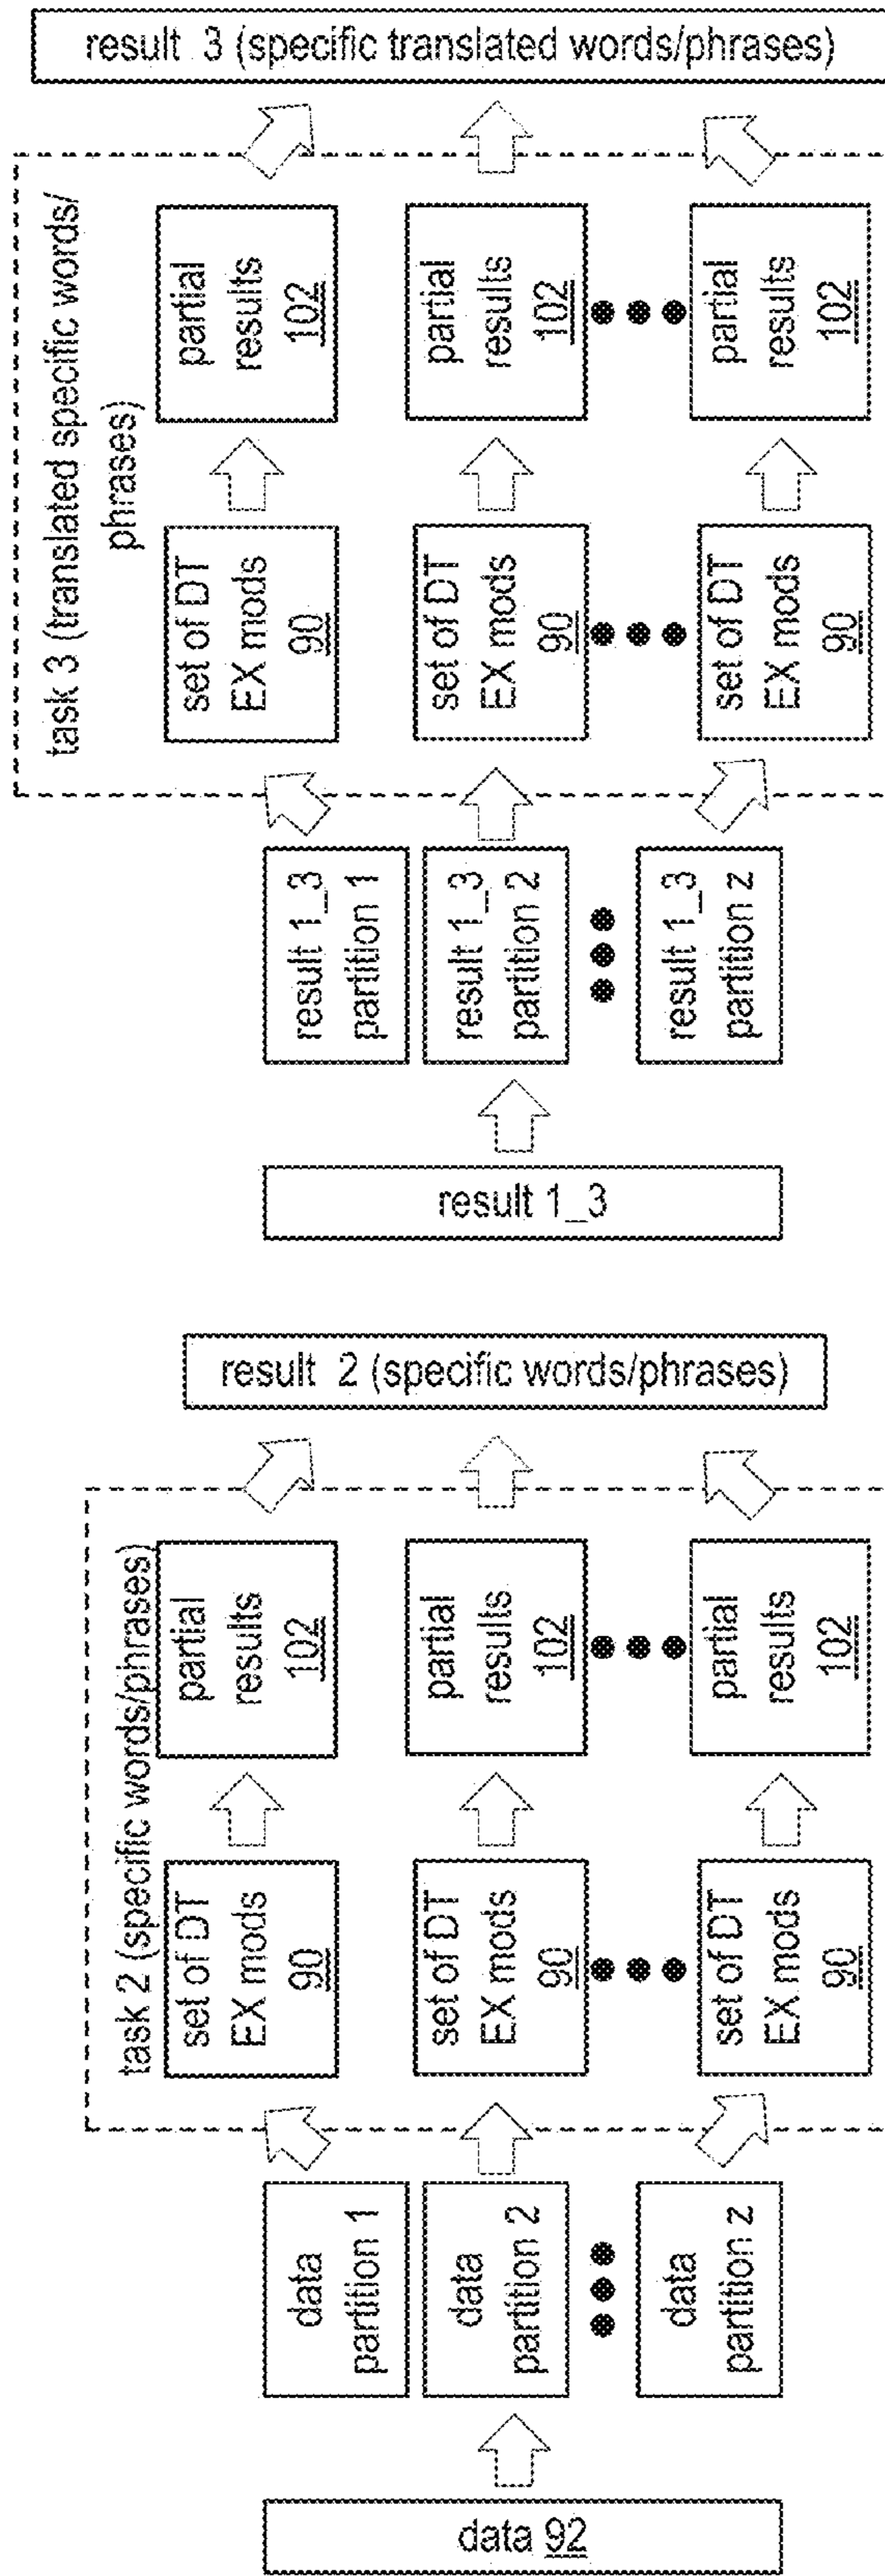 data 92
data
partition 1
data
partition 2
data
partition z
task 2 (specific words/phrases)
set of DT
EX mods
90
set of DT
EX mods
90
set of DT
EX mods
90
partial
results
102
partial
results
102
partial
results
102
result 2 (specific words/phrases)
result 1_3
result 1_3
partition 1
result 1_3
partition 2
result 1_3
partition z
task 3 (translated specific words/
phrases)
set of DT
EX mods
90
set of DT
EX mods
90
set of DT
EX mods
90
partial
results
102
partial
results
102
partial
results
102
result 3 (specific translated words/phrases)